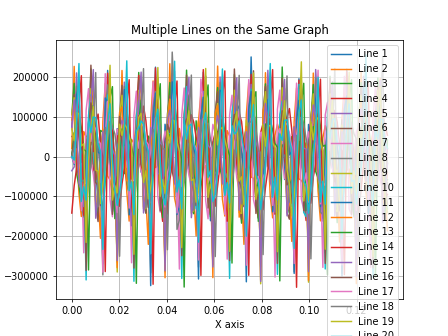 Multiple Lines on the Same Graph
200000
100000
0
−100000
−200000
−300000
0.00
0.02
0.04
0.06
0.08
0.10
X axis
Line 1
Line 2
Line 3
Line 4
Line 5
Line 6
Line 7
Line 8
Line 9
Line 10
Line 11
Line 12
Line 13
Line 14
Line 15
Line 16
Line 17
Line 18
Line 19
Line 20